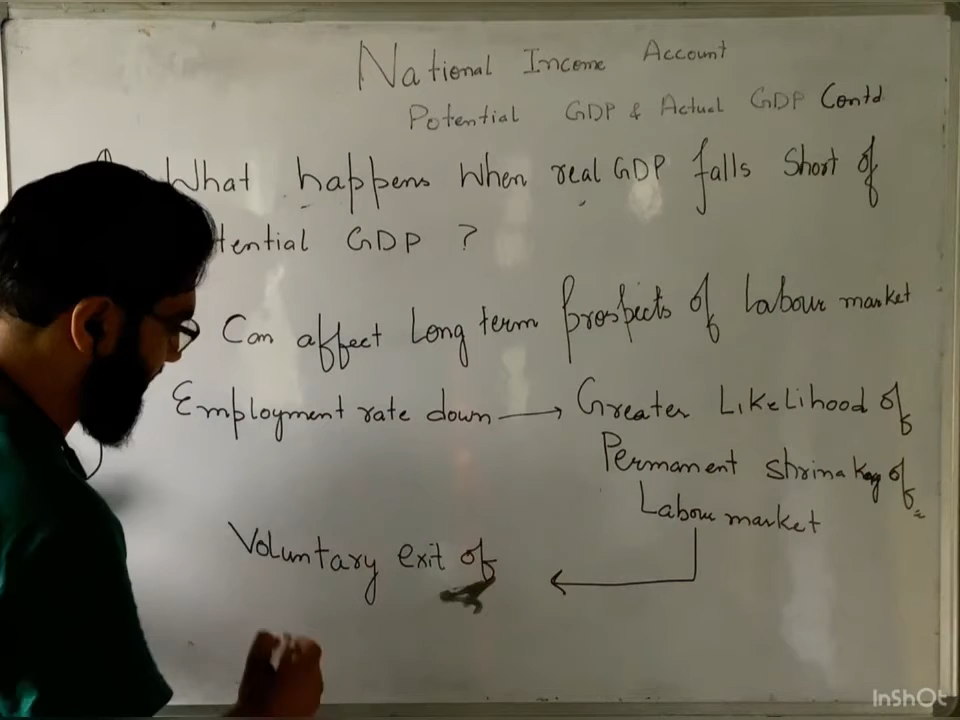 National Income Account
Potential GDP & Actual GDP Contd
What happens When real GDP falls Short of
tential GDP ?
Can affect Long term prospects of Labour market
Employment rate down → Greater Likelihood of
Permanent shrinakag of
Labour market
Voluntary exit of
InShOt